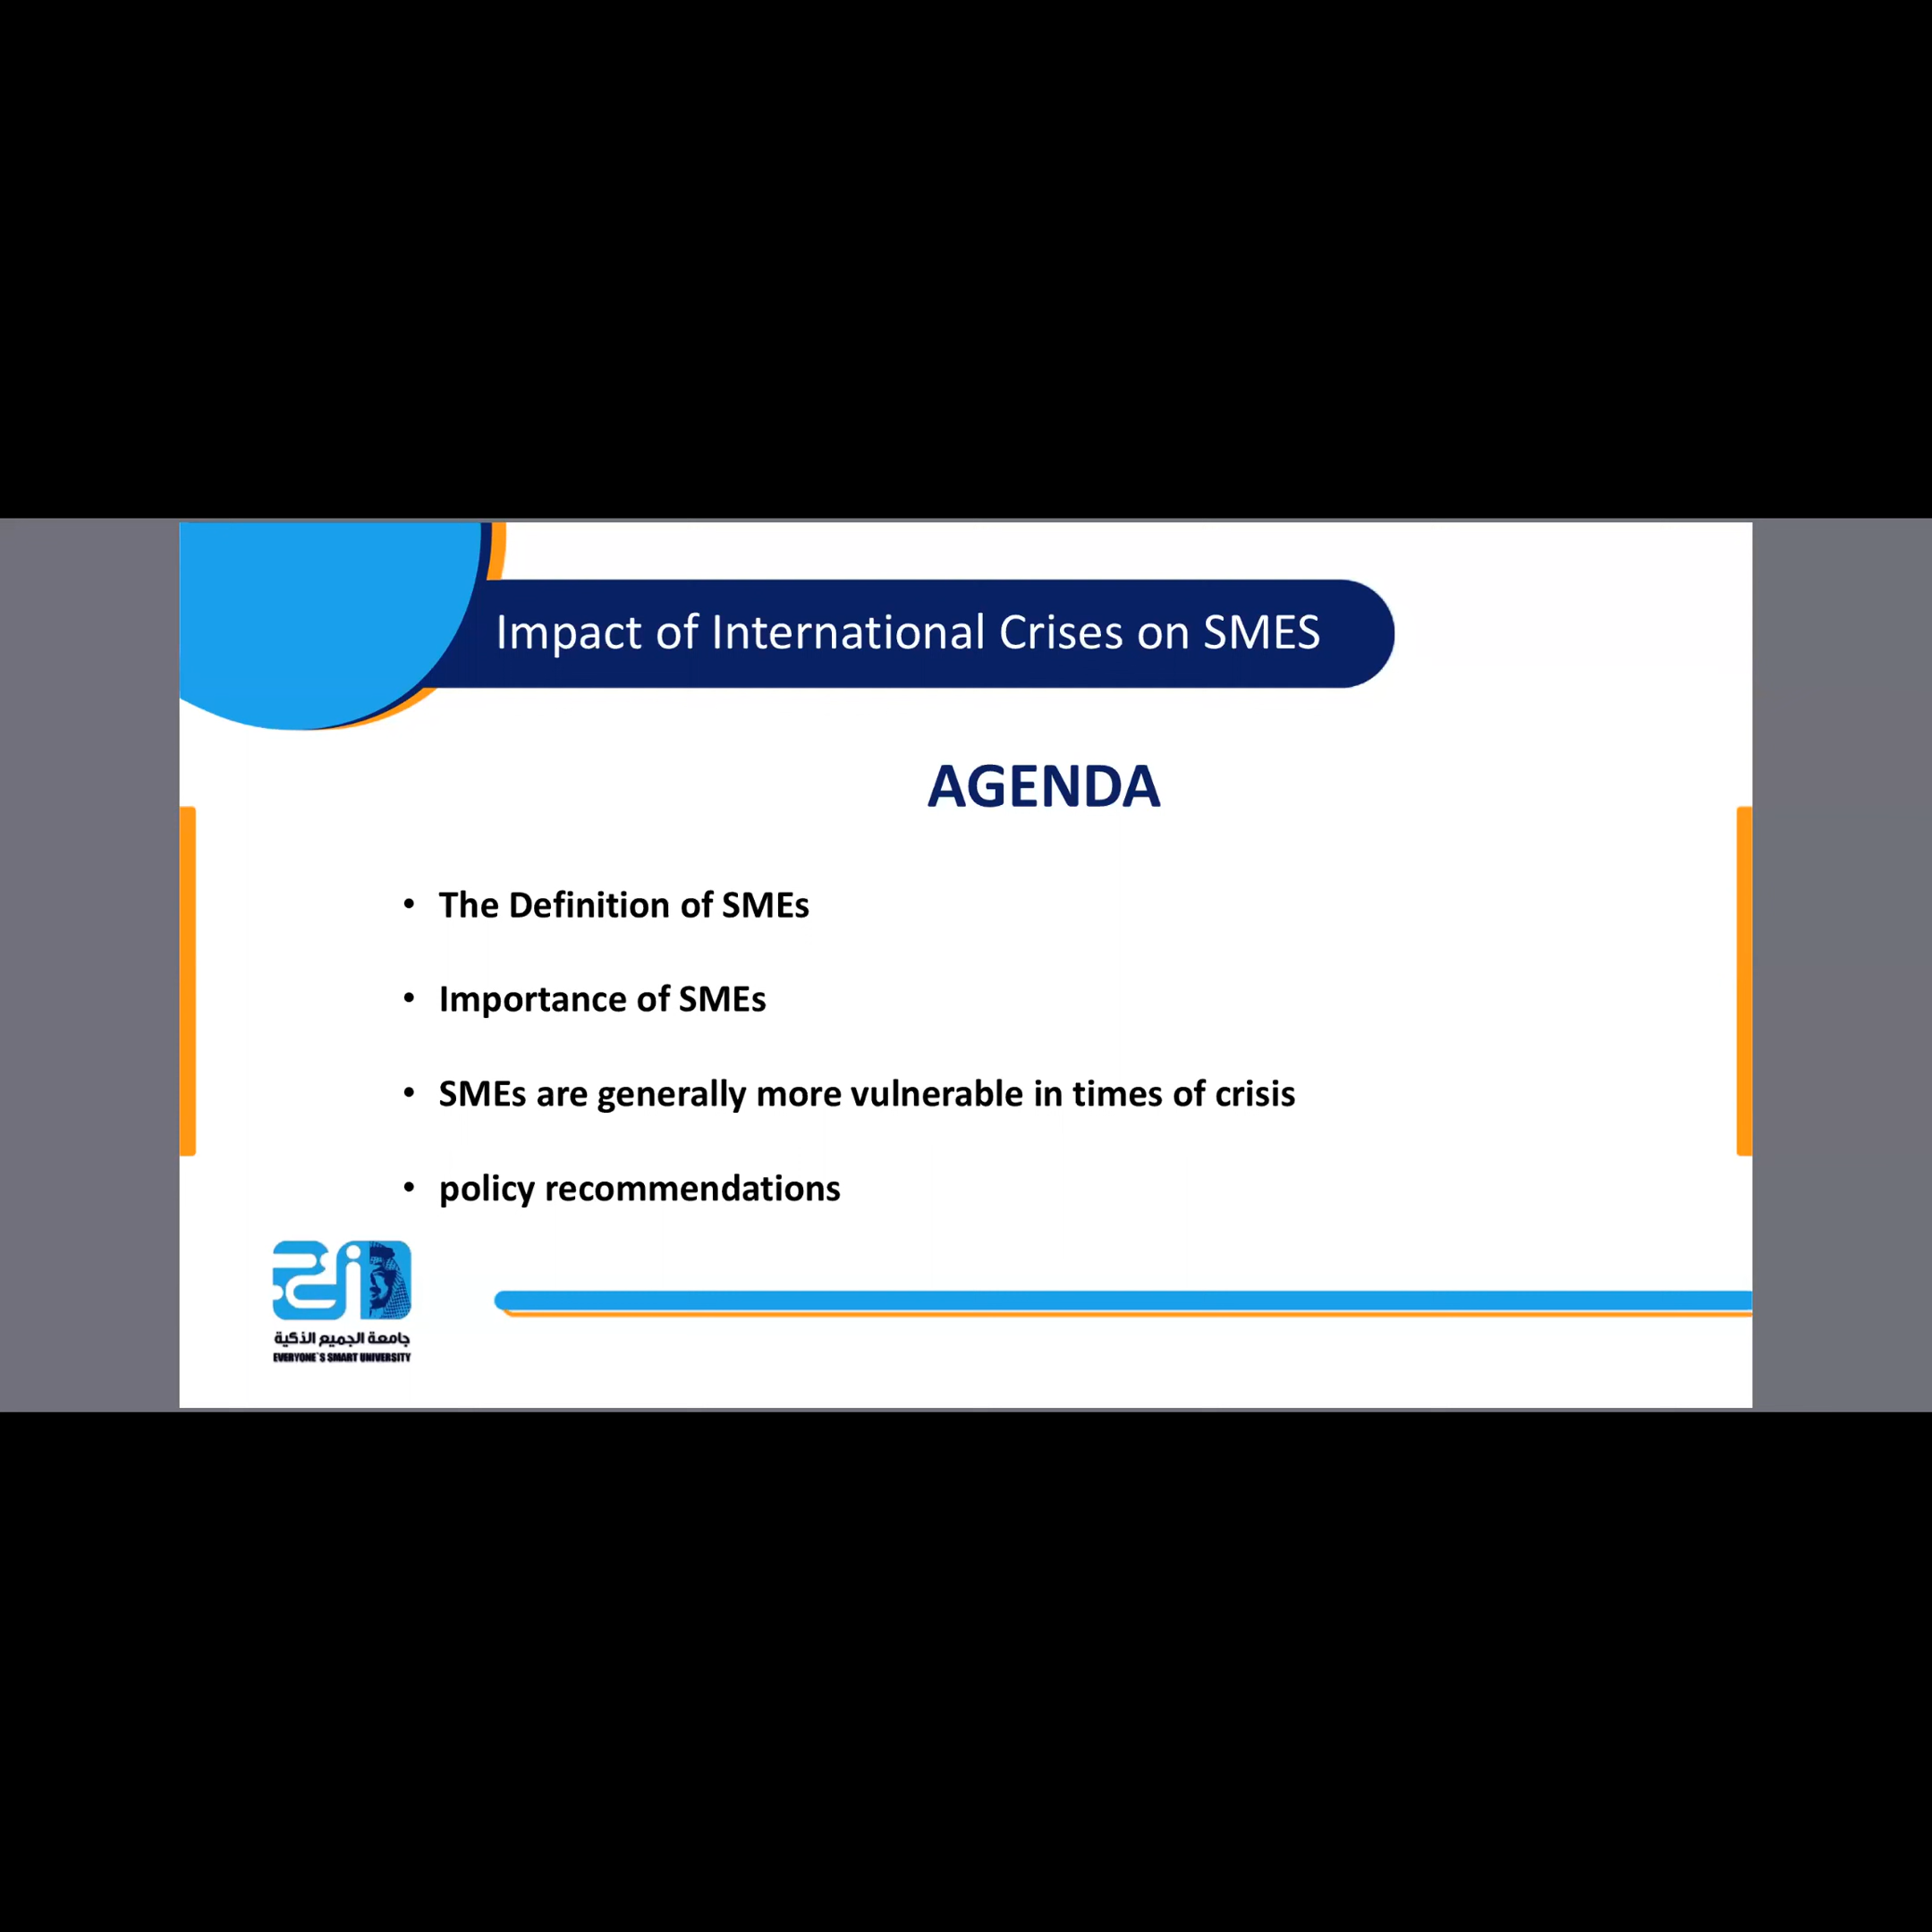 Impact of International Crises on SMES
AGENDA
• The Definition of SMEs
• Importance of SMEs
• SMEs are generally more vulnerable in times of crisis
• policy recommendations
جامعة الجميع الذكية
EVERYONE`S SMART UNIVERSITY